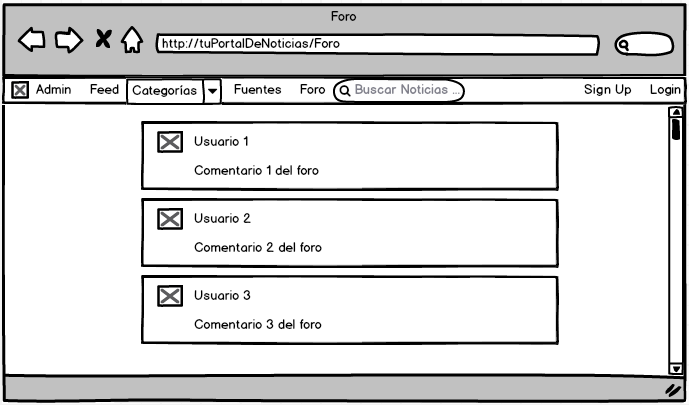 Foro
http://tuPortalDeNoticias/Foro
Admin Feed Categorías Fuentes Foro Buscar Noticias ... Sign Up Login
Usuario 1
Comentario 1 del foro
Usuario 2
Comentario 2 del foro
Usuario 3
Comentario 3 del foro